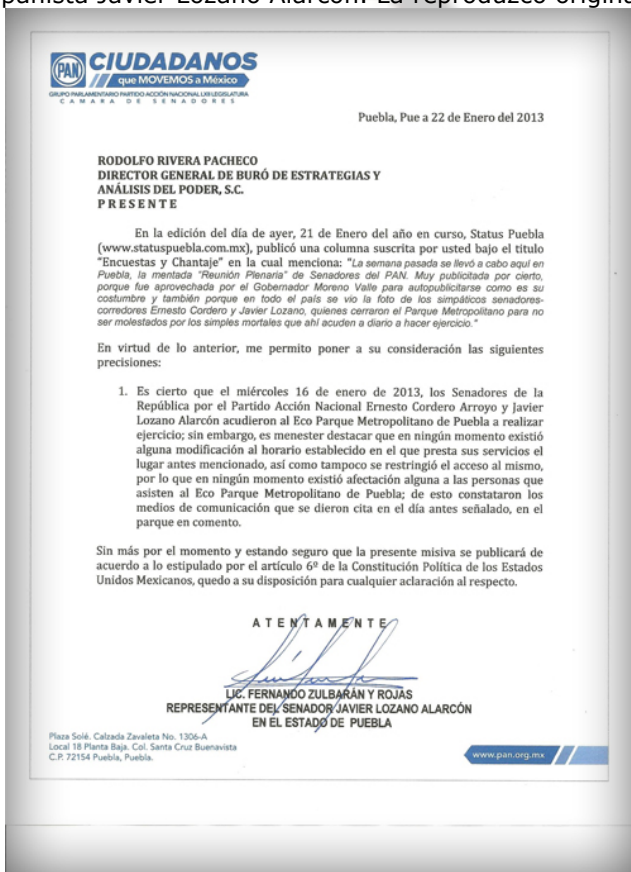 panista Javier Lozano Alarcón. La reproduzco origina
PAN
CIUDADANOS
que MOVEMOS a México
GRUPO PARLAMENTARIO PARTIDO ACCIÓN NACIONAL LXII LEGISLATURA
CAMARA DE SENADORES
Puebla, Pue a 22 de Enero del 2013
RODOLFO RIVERA PACHECO
DIRECTOR GENERAL DE BURÓ DE ESTRATEGIAS Y
ANÁLISIS DEL PODER, S.C.
P R E S E N T E
En la edición del día de ayer, 21 de Enero del año en curso, Status Puebla
(www.statuspuebla.com.mx), publicó una columna suscrita por usted bajo el titulo
"Encuestas y Chantaje" en la cual menciona: "La semana pasada se llevó a cabo aquí en
Puebla, la mentada "Reunión Plenaria" de Senadores del PAN. Muy publicitada por cierto,
porque fue aprovechada por el Gobernador Moreno Valle para autopublicitarse como es su
costumbre y también porque en todo el país se vio la foto de los simpáticos senadores-
corredores Ernesto Cordero y Javier Lozano, quienes cerraron el Parque Metropolitano para no
ser molestados por los simples mortales que ahí acuden a diario a hacer ejercicio."
En virtud de lo anterior, me permito poner a su consideración las siguientes
precisiones:
1. Es cierto que el miércoles 16 de enero de 2013, los Senadores de la
República por el Partido Acción Nacional Ernesto Cordero Arroyo y Javier
Lozano Alarcón acudieron al Eco Parque Metropolitano de Puebla a realizar
ejercicio; sin embargo, es menester destacar que en ningún momento existió
alguna modificación al horario establecido en el que presta sus servicios el
lugar antes mencionado, así como tampoco se restringió el acceso al mismo,
por lo que en ningún momento existió afectación alguna a las personas que
asisten al Eco Parque Metropolitano de Puebla; de esto constataron los
medios de comunicación que se dieron cita en el día antes señalado, en el
parque en comento.
Sin más por el momento y estando seguro que la presente misiva se publicará de
acuerdo a lo estipulado por el artículo 6º de la Constitución Política de los Estados
Unidos Mexicanos, quedo a su disposición para cualquier aclaración al respecto.
A T E N T A M E N T E
LIC. FERNANDO ZULBARÁN Y ROJAS
REPRESENTANTE DEL SENADOR JAVIER LOZANO ALARCÓN
EN EL ESTADO DE PUEBLA
Plaza Solé. Calzada Zavaleta No. 1306-A
Local 18 Planta Baja. Col. Santa Cruz Buenavista
C.P. 72154 Puebla, Puebla.
www.pan.org.mx